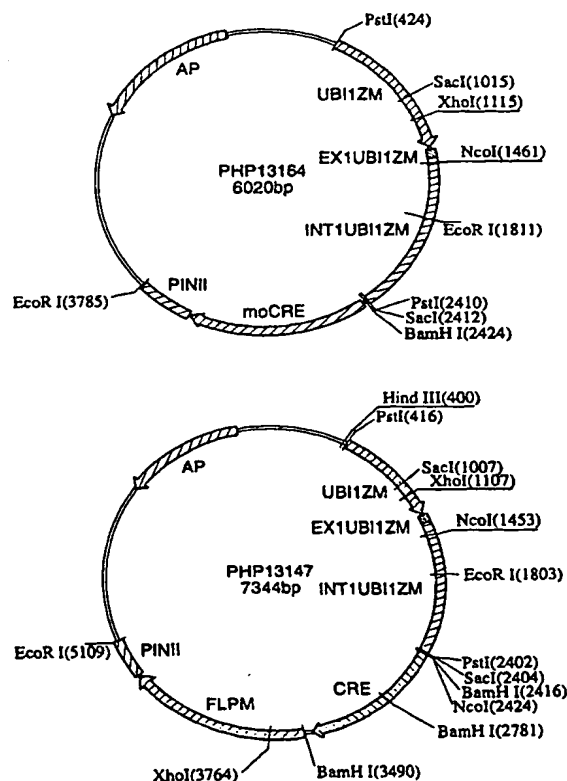 PstI(424)
AP
SacI(1015)
UBI1ZM
XhoI(1115)
EX1UBI1ZM
NcoI(1461)
PHP13164
6020bp
INT1UBI1ZM
EcoR I(1811)
PINII
EcoR I(3785)
moCRE
PstI(2410)
SacI(2412)
BamH I(2424)
Hind III(400)
PstI(416)
AP
SacI(1007)
UBI1ZM
XhoI(1107)
EX1UBI1ZM
NcoI(1453)
PHP13147
7344bp
INT1UBI1ZM
EcoR I(1803)
EcoR I(5109)
PINII
PstI(2402)
SacI(2404)
BamH I(2416)
NcoI(2424)
CRE
FLPM
BamH I(2781)
XhoI(3764)
BamH I(3490)